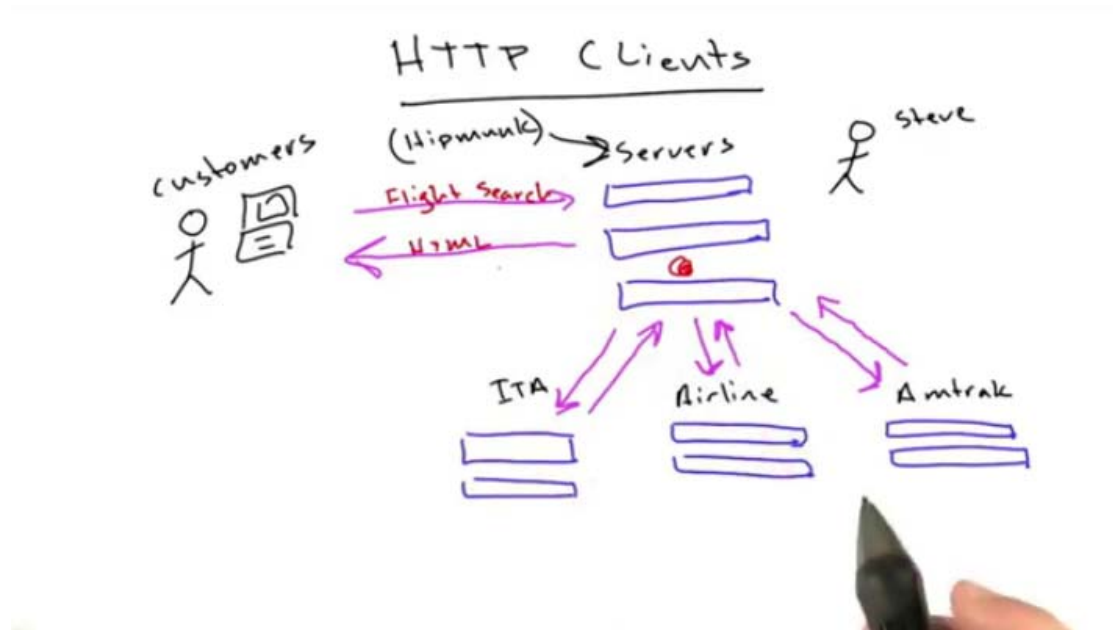 HTTP Clients
(Hipmunk)
Servers
steve
customers
Flight Search
HTML
ITA
Airline
Amtrak